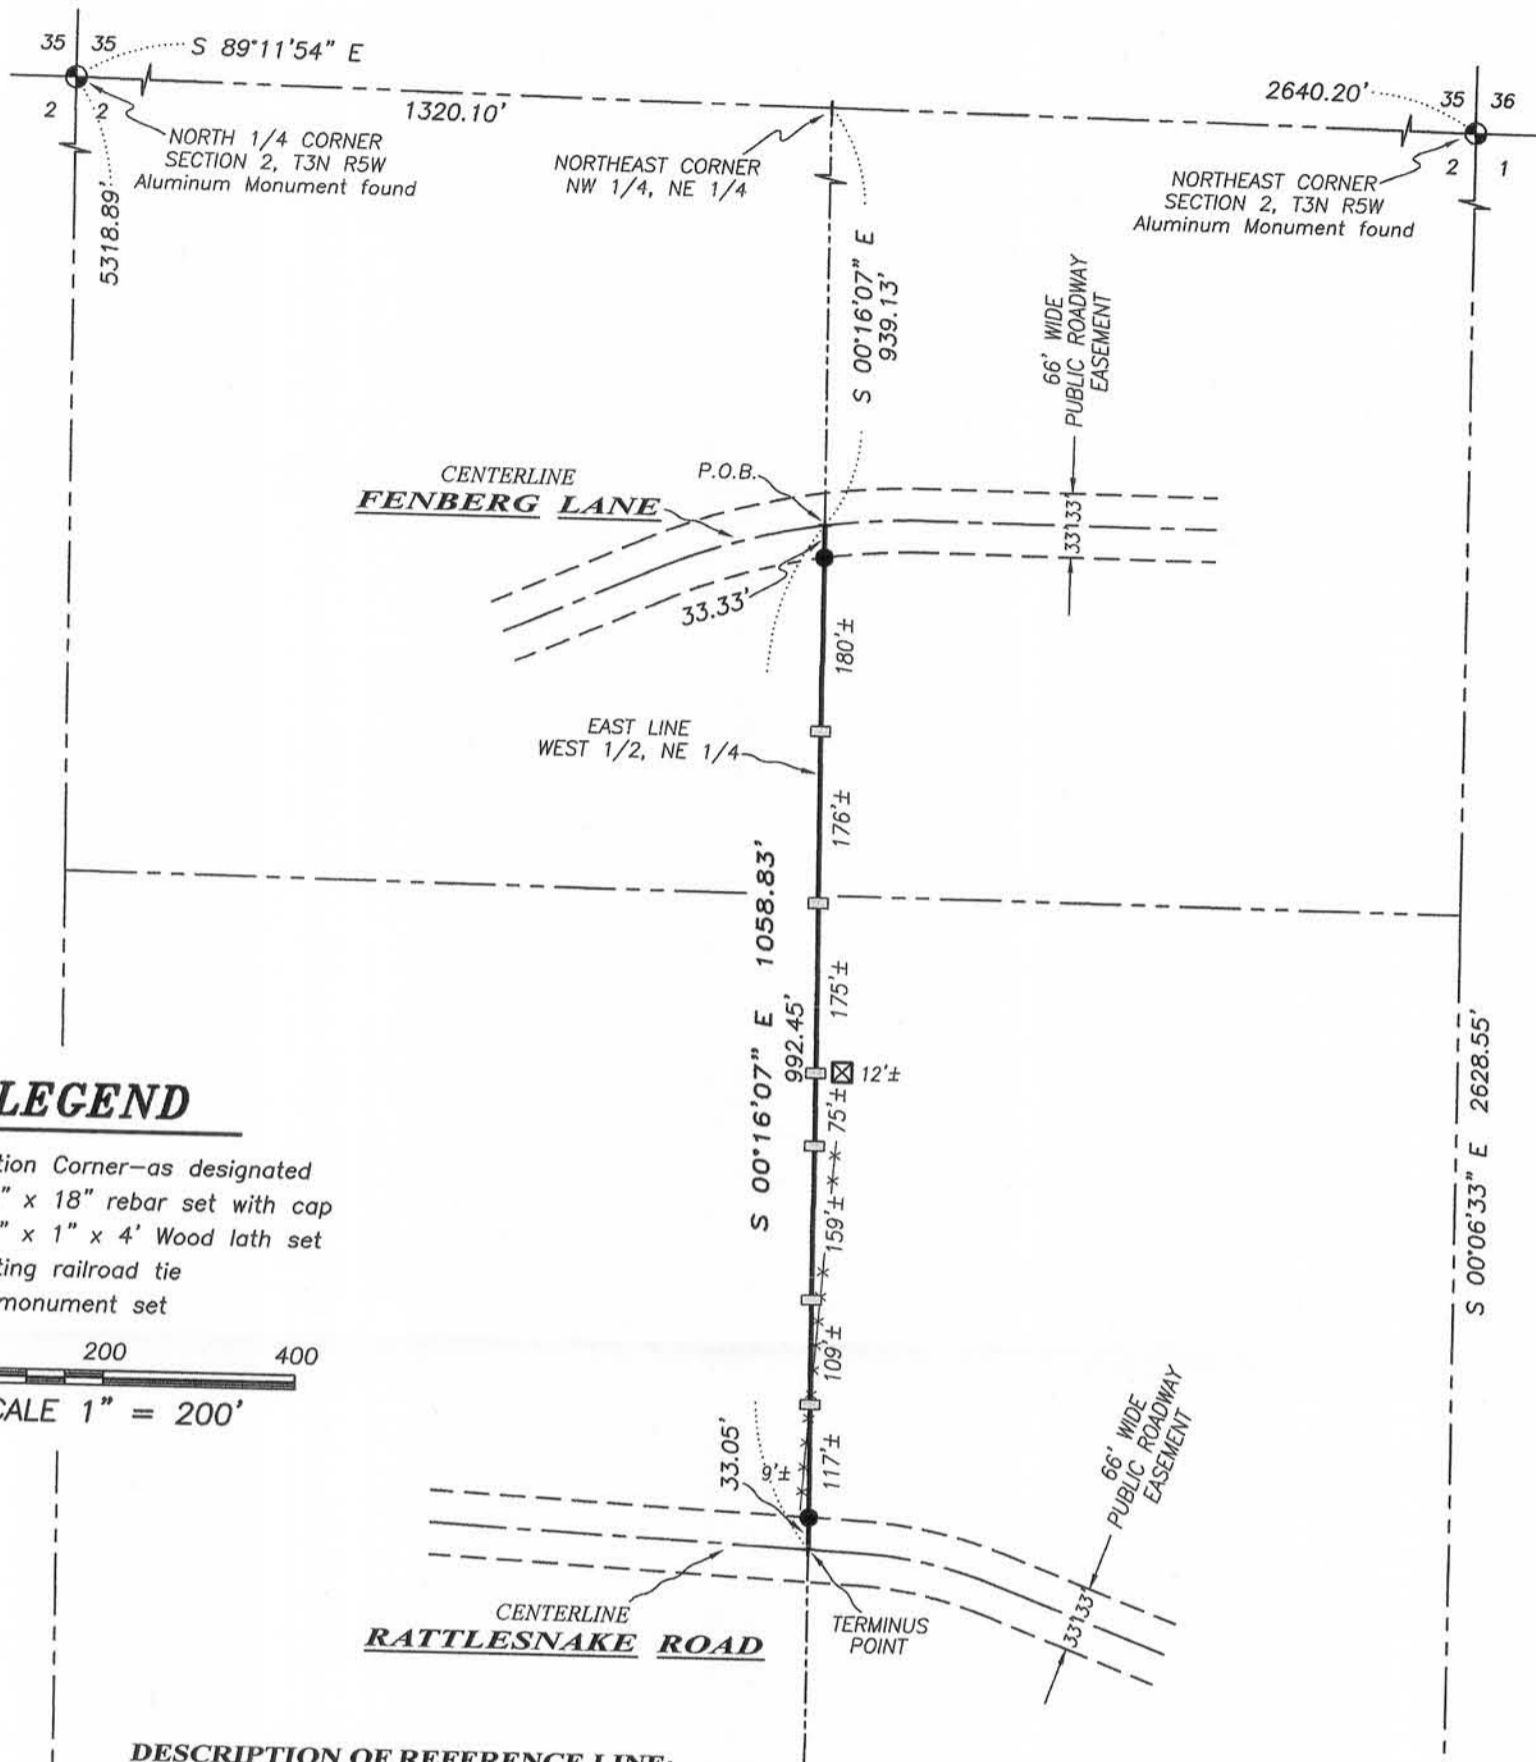 35 35
S 89°11'54" E
2 2
1320.10'
2640.20'
35 36
2 1
NORTH 1/4 CORNER
SECTION 2, T3N R5W
Aluminum Monument found
NORTHEAST CORNER
NW 1/4, NE 1/4
NORTHEAST CORNER
SECTION 2, T3N R5W
Aluminum Monument found
5318.89'
S 00°16'07" E
939.13'
66' WIDE
PUBLIC ROADWAY
EASEMENT
CENTERLINE
FENBERG LANE
P.O.B.
33'33'
33.33'
180'±
EAST LINE
WEST 1/2, NE 1/4
176'±
S 00°16'07" E 1058.83'
992.45'
175'±
12'±
75'±
159'±
109'±
117'±
S 00°06'33" E 2628.55'
LEGEND
tion Corner-as designated
" x 18" rebar set with cap
" x 1" x 4' Wood lath set
ting railroad tie
monument set
200 400
CALE 1" = 200'
33.05'
9'±
66' WIDE
PUBLIC ROADWAY
EASEMENT
33'33'
CENTERLINE
RATTLESNAKE ROAD
TERMINUS
POINT
DESCRIPTION OF REFERENCE LINE: